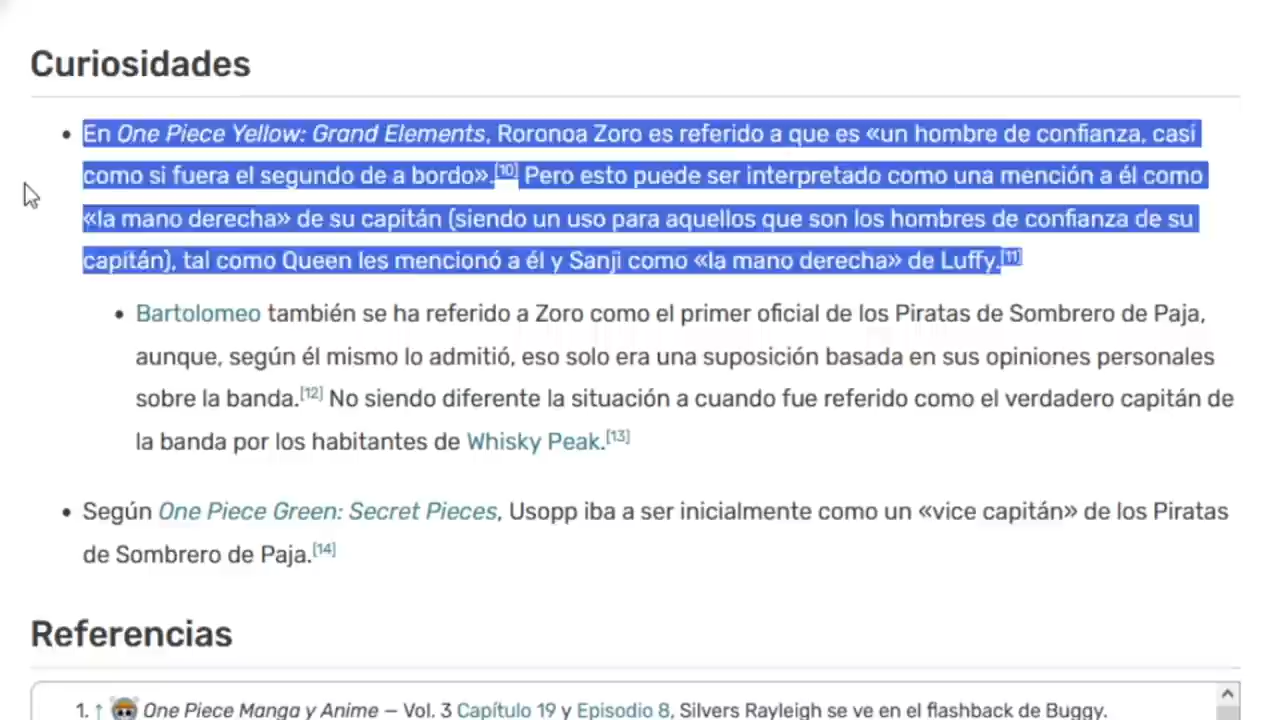 Curiosidades
En One Piece Yellow: Grand Elements, Roronoa Zoro es referido a que es «un hombre de confianza, casi
como si fuera el segundo de a bordo».[10] Pero esto puede ser interpretado como una mención a él como
«la mano derecha» de su capitán (siendo un uso para aquellos que son los hombres de confianza de su
capitán), tal como Queen les mencionó a él y Sanji como «la mano derecha» de Luffy.[11]
Bartolomeo también se ha referido a Zoro como el primer oficial de los Piratas de Sombrero de Paja,
aunque, según él mismo lo admitió, eso solo era una suposición basada en sus opiniones personales
sobre la banda.[12] No siendo diferente la situación a cuando fue referido como el verdadero capitán de
la banda por los habitantes de Whisky Peak.[13]
Según One Piece Green: Secret Pieces, Usopp iba a ser inicialmente como un «vice capitán» de los Piratas
de Sombrero de Paja.[14]
Referencias
1. ↑ One Piece Manga y Anime — Vol. 3 Capítulo 19 y Episodio 8, Silvers Rayleigh se ve en el flashback de Buggy.